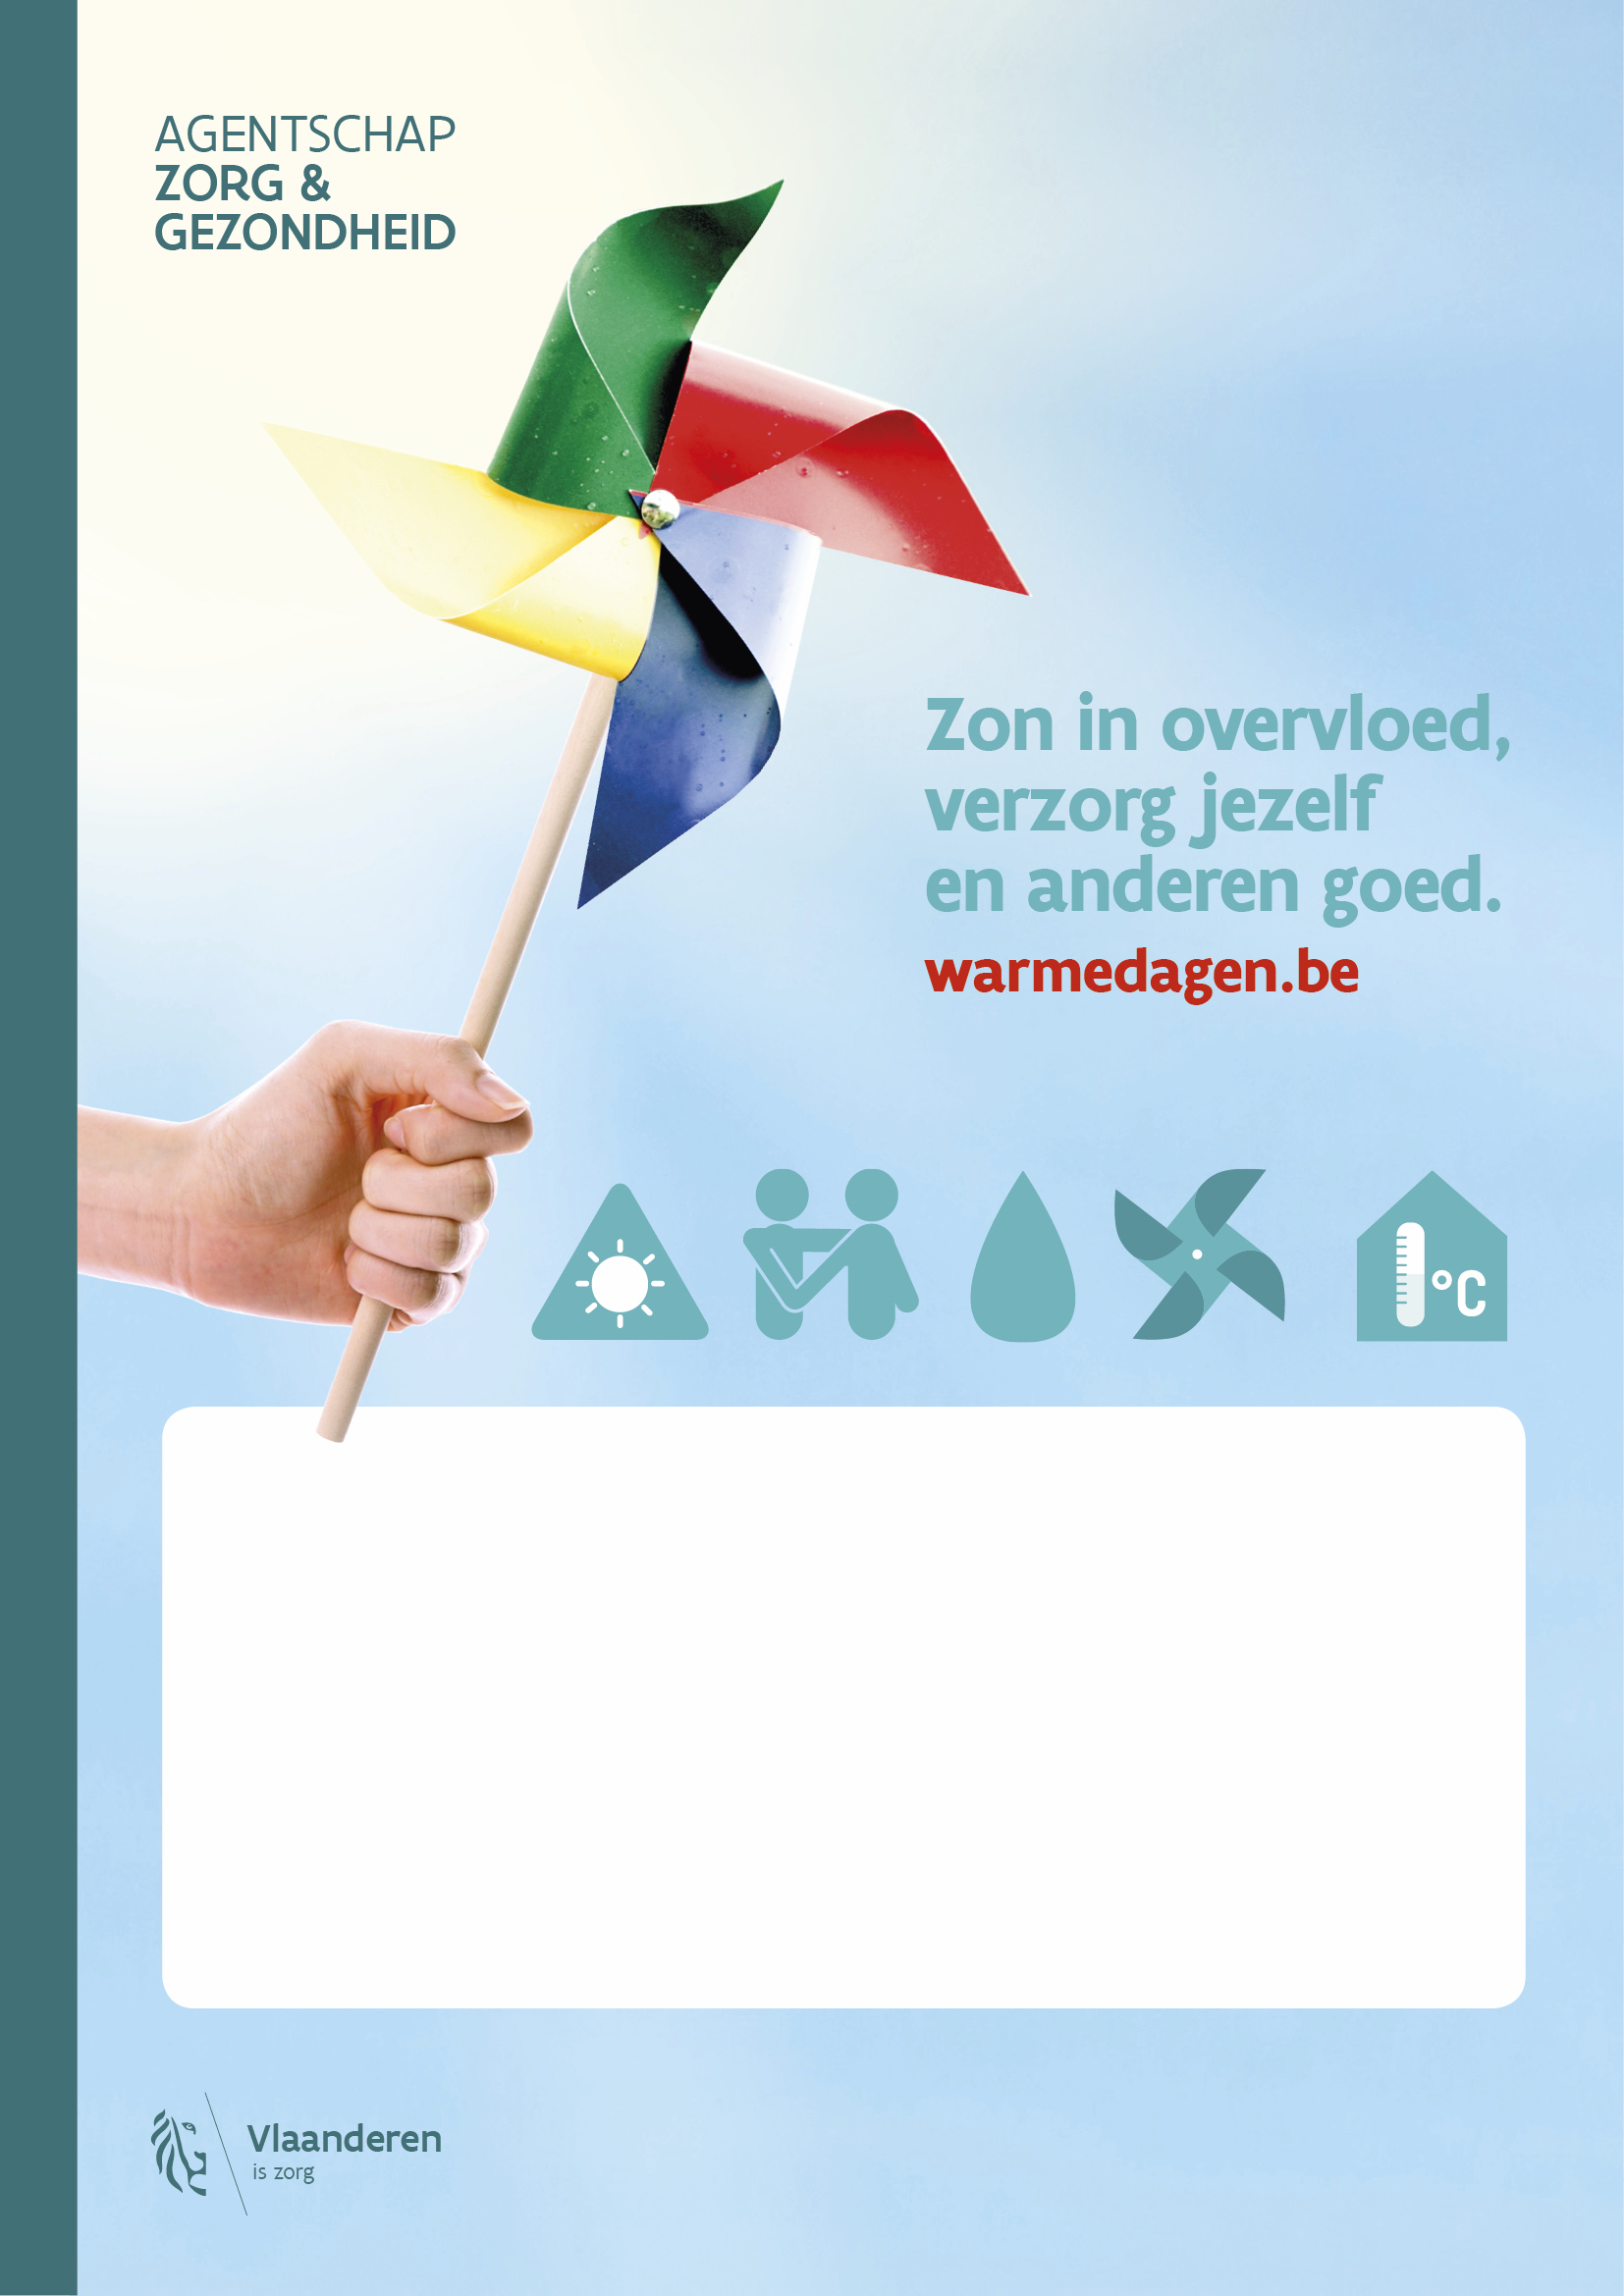 AGENTSCHAP
ZORG &
GEZONDHEID
Zon in overvloed,
verzorg jezelf
en anderen goed.
warmedagen.be
°C
Vlaanderen
is zorg